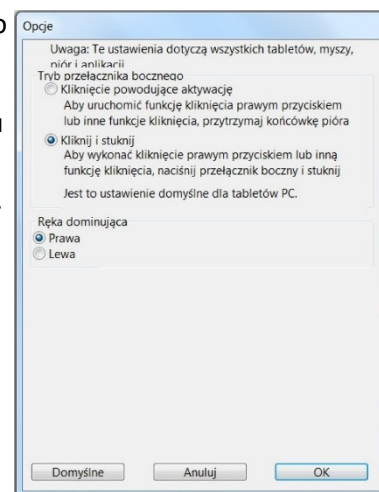 Opcje
Uwaga: Te ustawienia dotyczą wszystkich tabletów, myszy,
piór i aplikacji
Tryb przełącznika bocznego
Kliknięcie powodujące aktywację
Aby uruchomić funkcję kliknięcia prawym przyciskiem
lub inne funkcje kliknięcia, przytrzymaj końcówkę pióra
Kliknij i stuknij
Aby wykonać kliknięcie prawym przyciskiem lub inną
funkcję kliknięcia, naciśnij przełącznik boczny i stuknij
Jest to ustawienie domyślne dla tabletów PC.
Ręka dominująca
Prawa
Lewa
Domyślne Anuluj OK